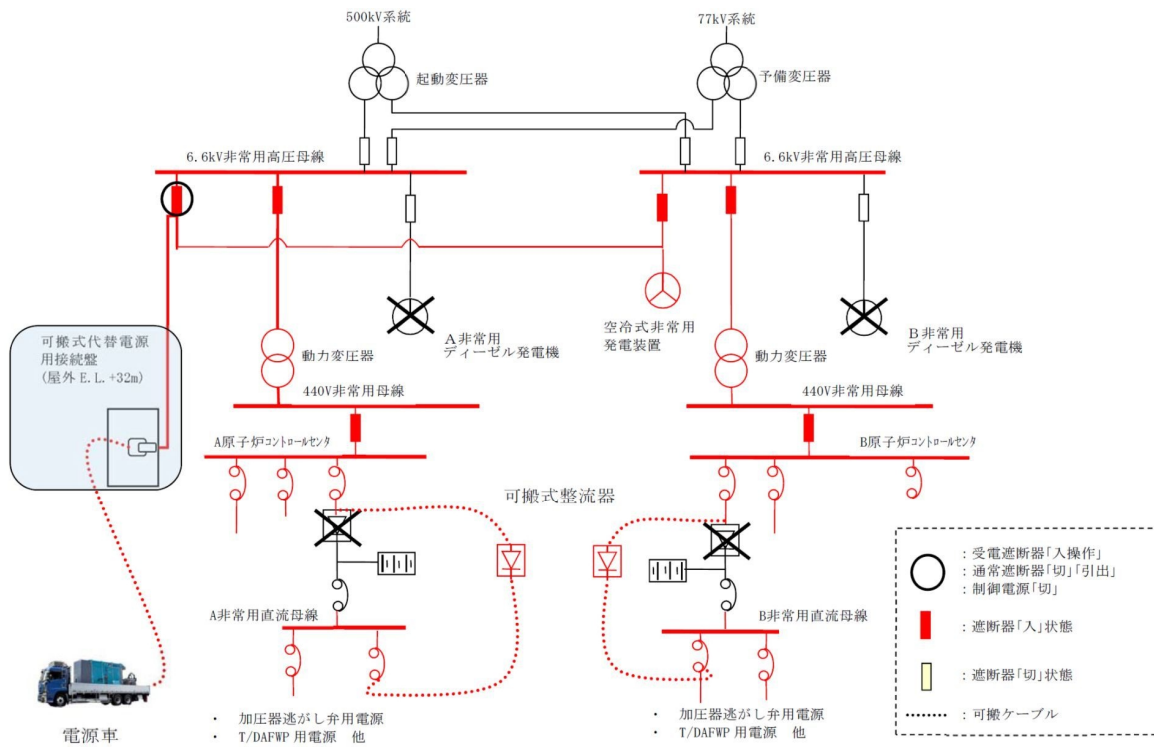 500kV系統
77kV系統
起動変圧器
予備変圧器
6.6kV非常用高圧母線
6.6kV非常用高圧母線
可搬式代替電源
用接続盤
(屋外E.L.+32m)
A非常用
ディーゼル発電機
空冷式非常用
発電装置
B非常用
ディーゼル発電機
動力変圧器
動力変圧器
440V非常用母線
440V非常用母線
A原子炉コントロールセンタ
B原子炉コントロールセンタ
可搬式整流器
A非常用直流母線
B非常用直流母線
・ 加圧器逃がし弁用電源
・ T/DAFWP用電源 他
・ 加圧器逃がし弁用電源
・ T/DAFWP用電源 他
電源車
：受電遮断器｢入操作｣
：通常遮断器｢切｣｢引出｣
：制御電源｢切｣
：遮断器｢入｣状態
：遮断器｢切｣状態
：可搬ケーブル